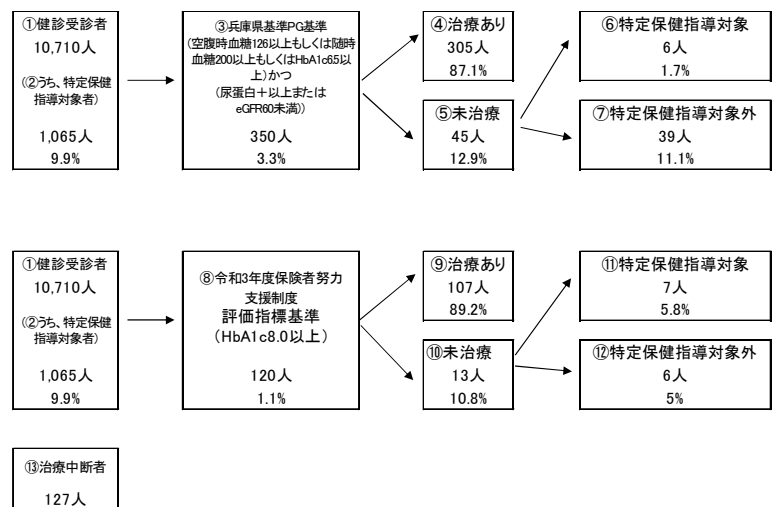 ①健診受診者
10,710人
(②うち、特定保健
指導対象者)
1,065人
9.9%
③兵庫県基準PG基準
(空腹時血糖126以上もしくは随時
血糖200以上もしくはHbA1c6.5以
上)かつ
(尿蛋白+以上または
eGFR60未満))
350人
3.3%
④治療あり
305人
87.1%
⑤未治療
45人
12.9%
⑥特定保健指導対象
6人
1.7%
⑦特定保健指導対象外
39人
11.1%
①健診受診者
10,710人
(②うち、特定保健
指導対象者)
1,065人
9.9%
⑧令和3年度保険者努力
支援制度
評価指標基準
(HbA1c8.0以上)
120人
1.1%
⑨治療あり
107人
89.2%
⑩未治療
13人
10.8%
⑪特定保健指導対象
7人
5.8%
⑫特定保健指導対象外
6人
5%
⑬治療中断者
127人